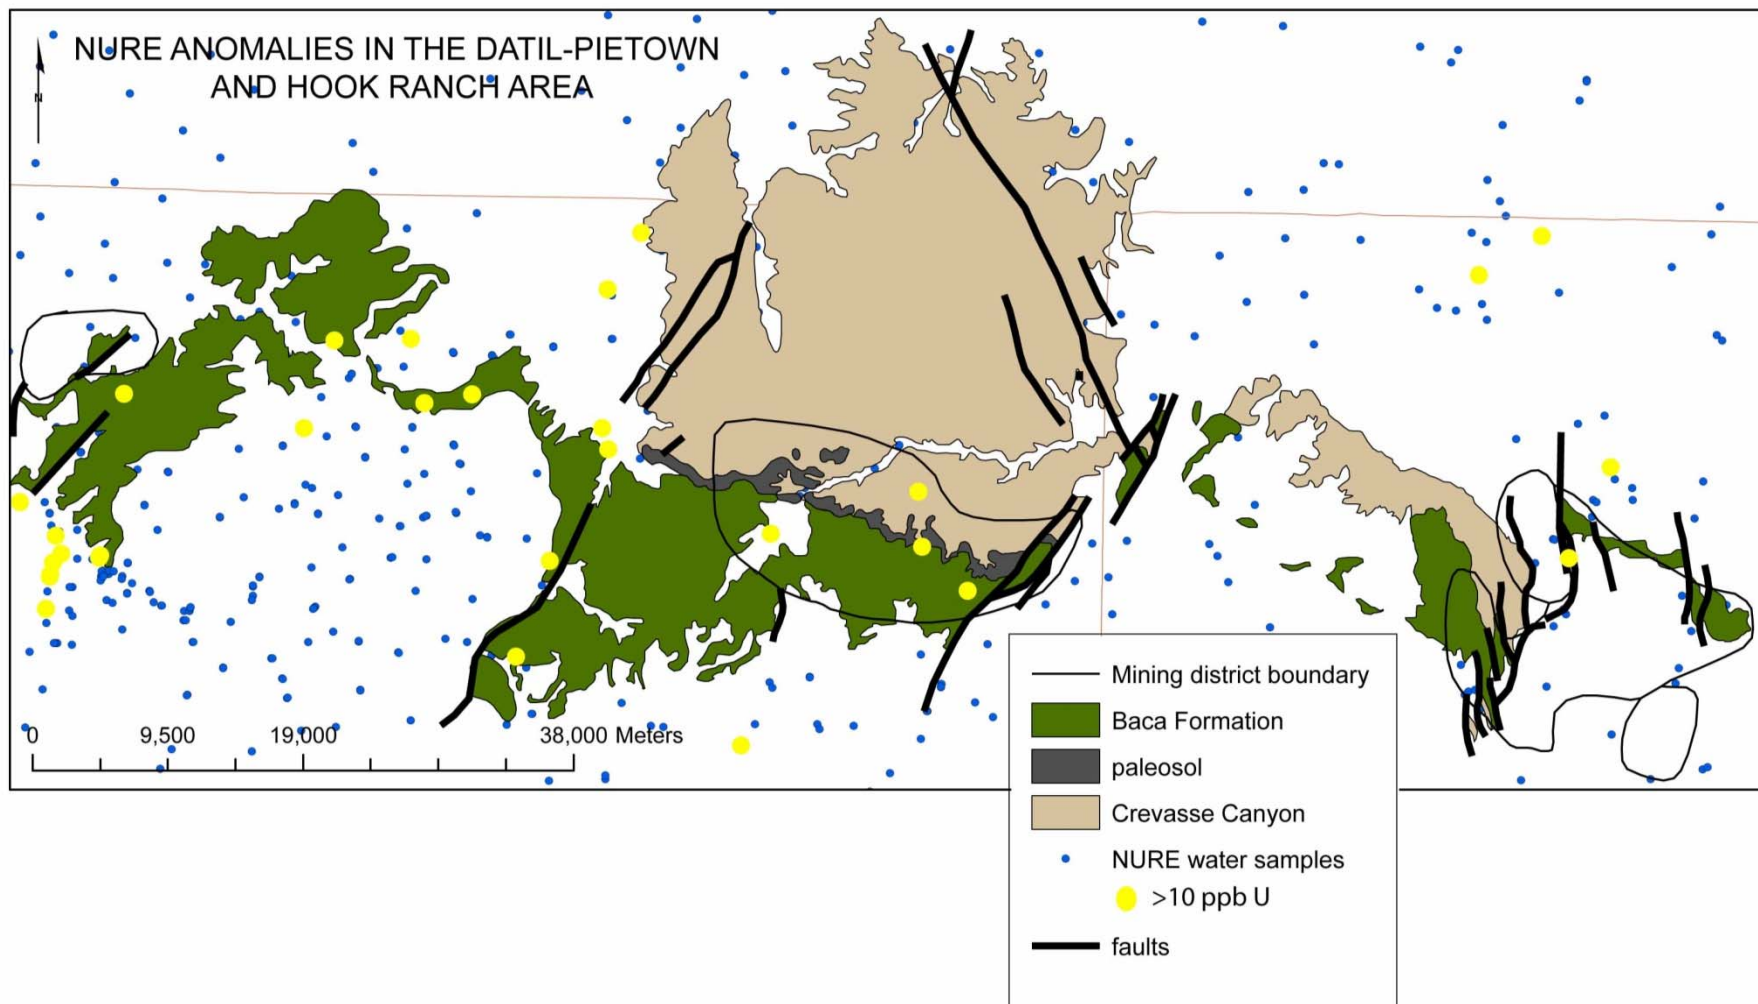 NURE ANOMALIES IN THE DATIL-PIETOWN
AND HOOK RANCH AREA
N
0 9,500 19,000 38,000 Meters
Mining district boundary
Baca Formation
paleosol
Crevasse Canyon
NURE water samples
>10 ppb U
faults